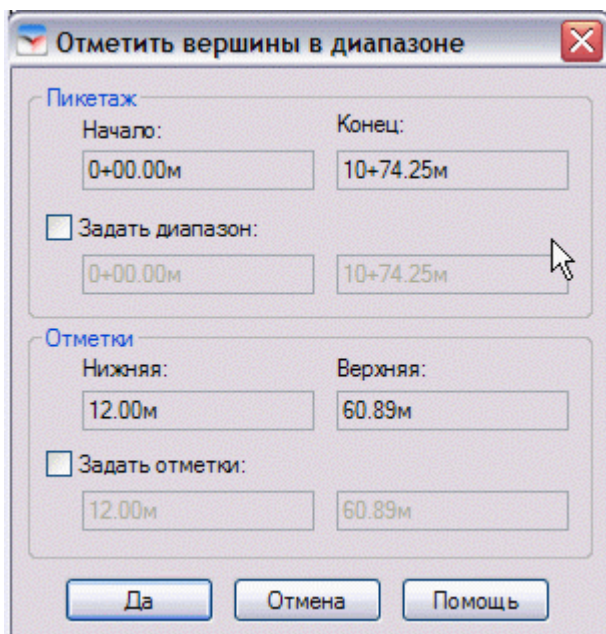 Отметить вершины в диапазоне
Пикетаж
Начало: Конец:
0+00.00м 10+74.25м
Задать диапазон:
0+00.00м 10+74.25м
Отметки
Нижняя: Верхняя:
12.00м 60.89м
Задать отметки:
12.00м 60.89м
Да Отмена Помощь